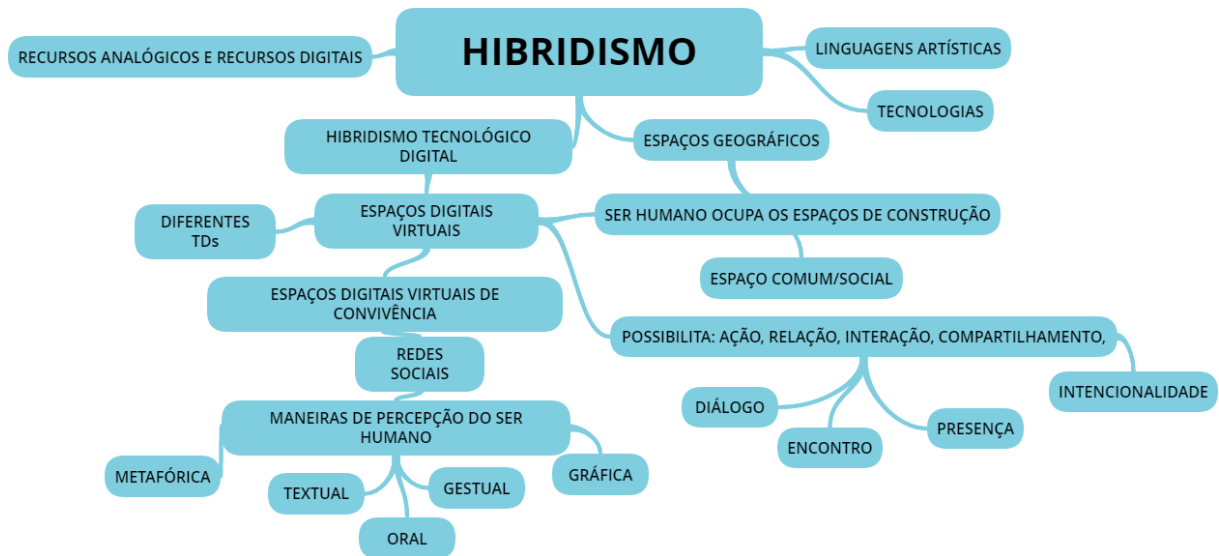 HIBRIDISMO
RECURSOS ANALÓGICOS E RECURSOS DIGITAIS
LINGUAGENS ARTÍSTICAS
TECNOLOGIAS
HIBRIDISMO TECNOLÓGICO
DIGITAL
ESPAÇOS GEOGRÁFICOS
ESPAÇOS DIGITAIS
VIRTUAIS
DIFERENTES
TDs
SER HUMANO OCUPA OS ESPAÇOS DE CONSTRUÇÃO
ESPAÇO COMUM/SOCIAL
ESPAÇOS DIGITAIS VIRTUAIS DE
CONVIVÊNCIA
POSSIBILITA: AÇÃO, RELAÇÃO, INTERAÇÃO, COMPARTILHAMENTO,
REDES
SOCIAIS
INTENCIONALIDADE
DIÁLOGO
ENCONTRO
PRESENÇA
MANEIRAS DE PERCEPÇÃO DO SER
HUMANO
METAFÓRICA
TEXTUAL
ORAL
GESTUAL
GRÁFICA